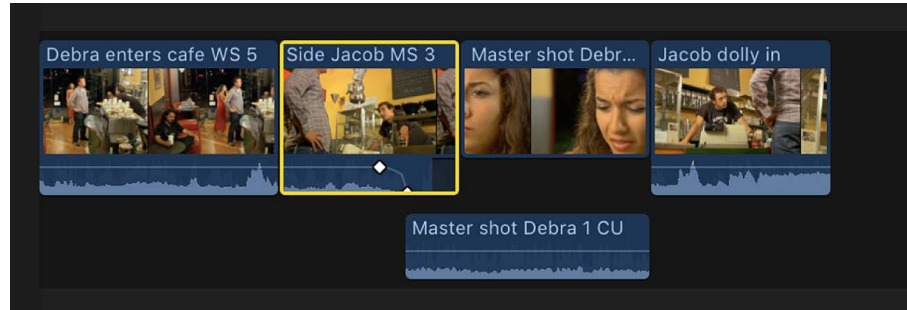 Debra enters cafe WS 5
Side Jacob MS 3
Master shot Debr...
Jacob dolly in
Master shot Debra 1 CU